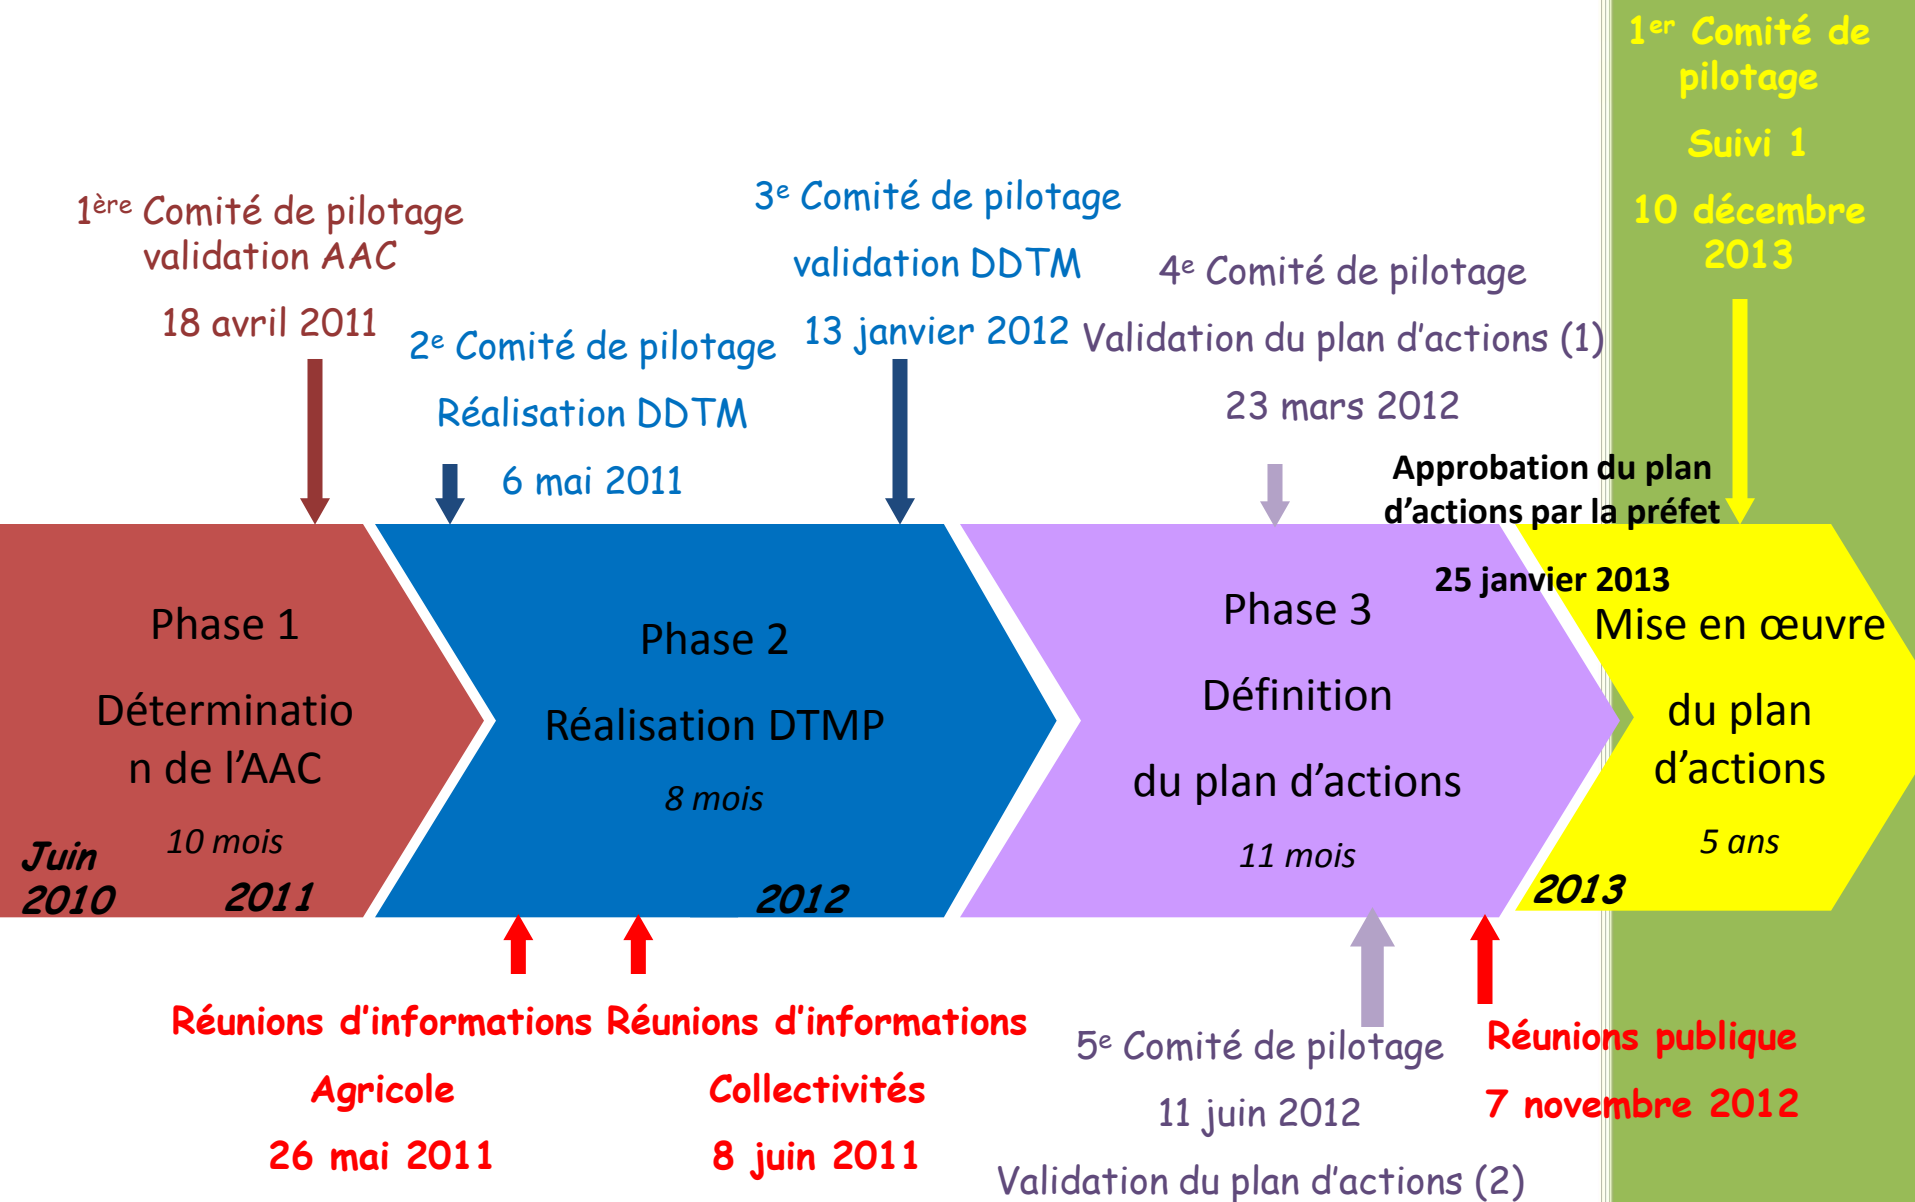 1er Comité de
pilotage
Suivi 1
10 décembre
2013
1ère Comité de pilotage
validation AAC
18 avril 2011
2e Comité de pilotage
Réalisation DDTM
6 mai 2011
3e Comité de pilotage
validation DDTM
13 janvier 2012
4e Comité de pilotage
Validation du plan d'actions (1)
23 mars 2012
Approbation du plan
d'actions par la préfet
25 janvier 2013
Phase 1
Déterminatio
n de l'AAC
10 mois
Juin
2010
2011
Phase 2
Réalisation DTMP
8 mois
2012
Phase 3
Définition
du plan d'actions
11 mois
2013
Mise en œuvre
du plan
d'actions
5 ans
Réunions d'informations
Agricole
26 mai 2011
Réunions d'informations
Collectivités
8 juin 2011
5e Comité de pilotage
11 juin 2012
Validation du plan d'actions (2)
Réunions publique
7 novembre 2012